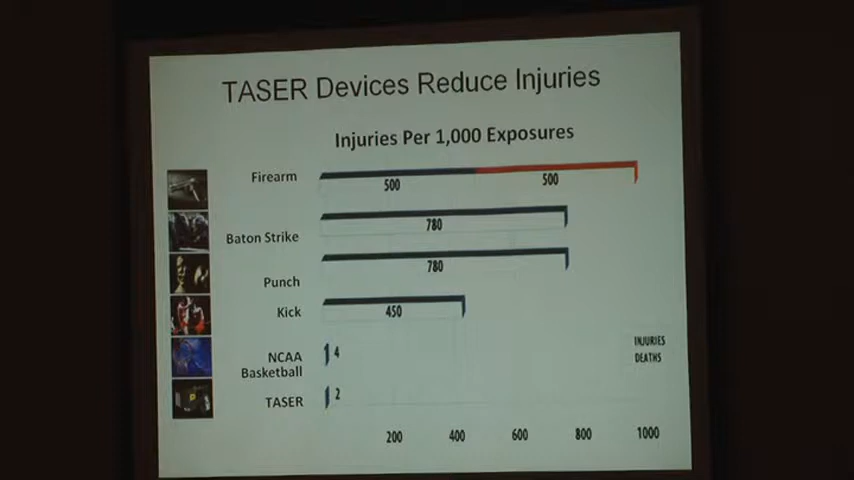 TASER Devices Reduce Injuries
Injuries Per 1,000 Exposures
Firearm
500 500
Baton Strike
780
Punch
780
Kick
450
NCAA
Basketball
4
TASER
2
INJURIES
DEATHS
200 400 600 800 1000